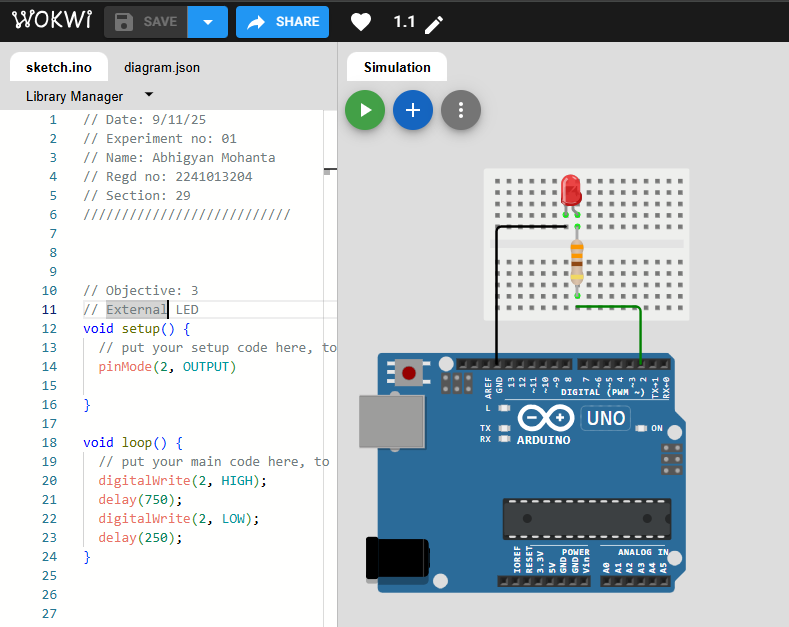 WOKWI SAVE SHARE 1.1
sketch.ino diagram.json Simulation
Library Manager
1 // Date: 9/11/25
2 // Experiment no: 01
3 // Name: Abhigyan Mohanta
4 // Regd no: 2241013204
5 // Section: 29
6 ///////////////////////////
7
8
9
10 // Objective: 3
11 // External LED
12 void setup() {
13 // put your setup code here, to
14 pinMode(2, OUTPUT)
15
16 }
17
18 void loop() {
19 // put your main code here, to
20 digitalWrite(2, HIGH);
21 delay(750);
22 digitalWrite(2, LOW);
23 delay(250);
24 }
25
26
27
AREF GND 13 12 ~11 ~10 ~9 8 7 ~6 ~5 4 ~3 2 TX→1 RX←0
DIGITAL (PWM ~)
L
TX
RX
UNO
ON
ARDUINO
IOREF RESET 3.3V 5V GND GND Vin
POWER
ANALOG IN
A0 A1 A2 A3 A4 A5